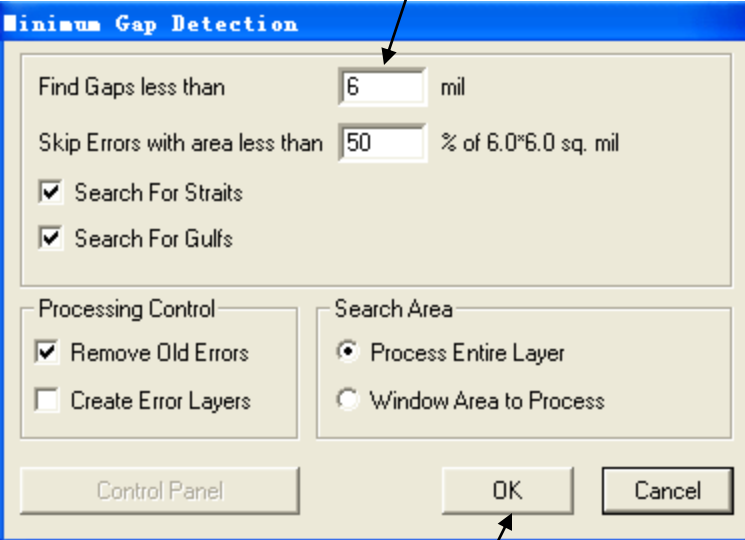 Minimum Gap Detection
Find Gaps less than 6 mil
Skip Errors with area less than 50 % of 6.0*6.0 sq. mil
Search For Straits
Search For Gulfs
Processing Control
Remove Old Errors
Create Error Layers
Search Area
Process Entire Layer
Window Area to Process
Control Panel
OK
Cancel